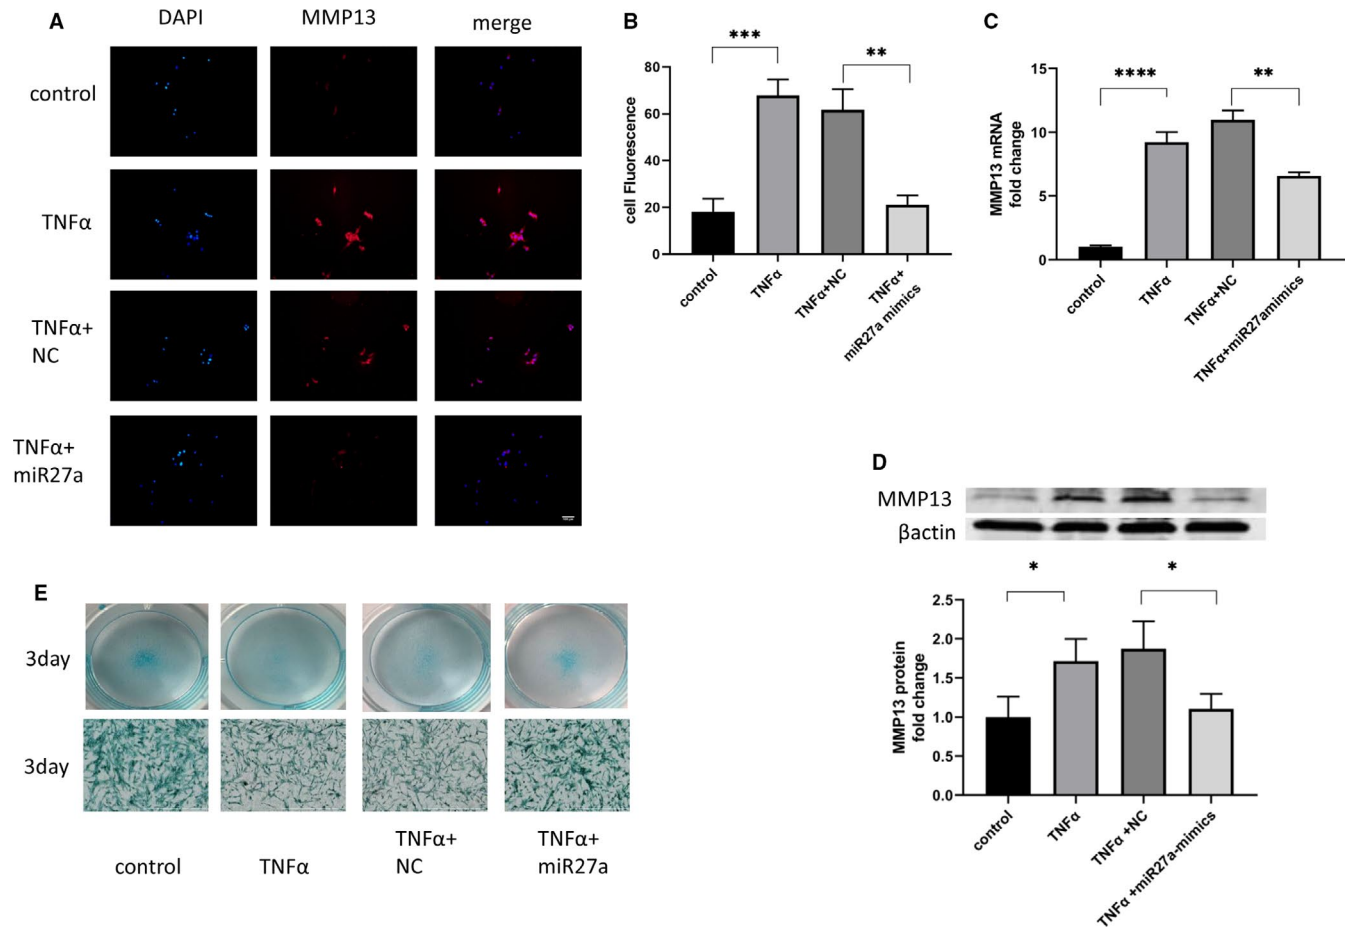 A
DAPI
MMP13
merge
control
TNFα
TNFα+
NC
TNFα+
miR27a
B
***
**
80
60
40
20
0
cell Fluorescence
control
TNFα
TNFα+NC
TNFα+
miR27a mimics
C
****
**
15
10
5
0
MMP13 mRNA
fold change
control
TNFα
TNFα+NC
TNFα+miR27amimics
D
MMP13
βactin
*
*
2.5
2.0
1.5
1.0
0.5
0.0
MMP13 protein
fold change
control
TNFα
TNFα +NC
TNFα +miR27a-mimics
E
3day
3day
control
TNFα
TNFα+
NC
TNFα+
miR27a